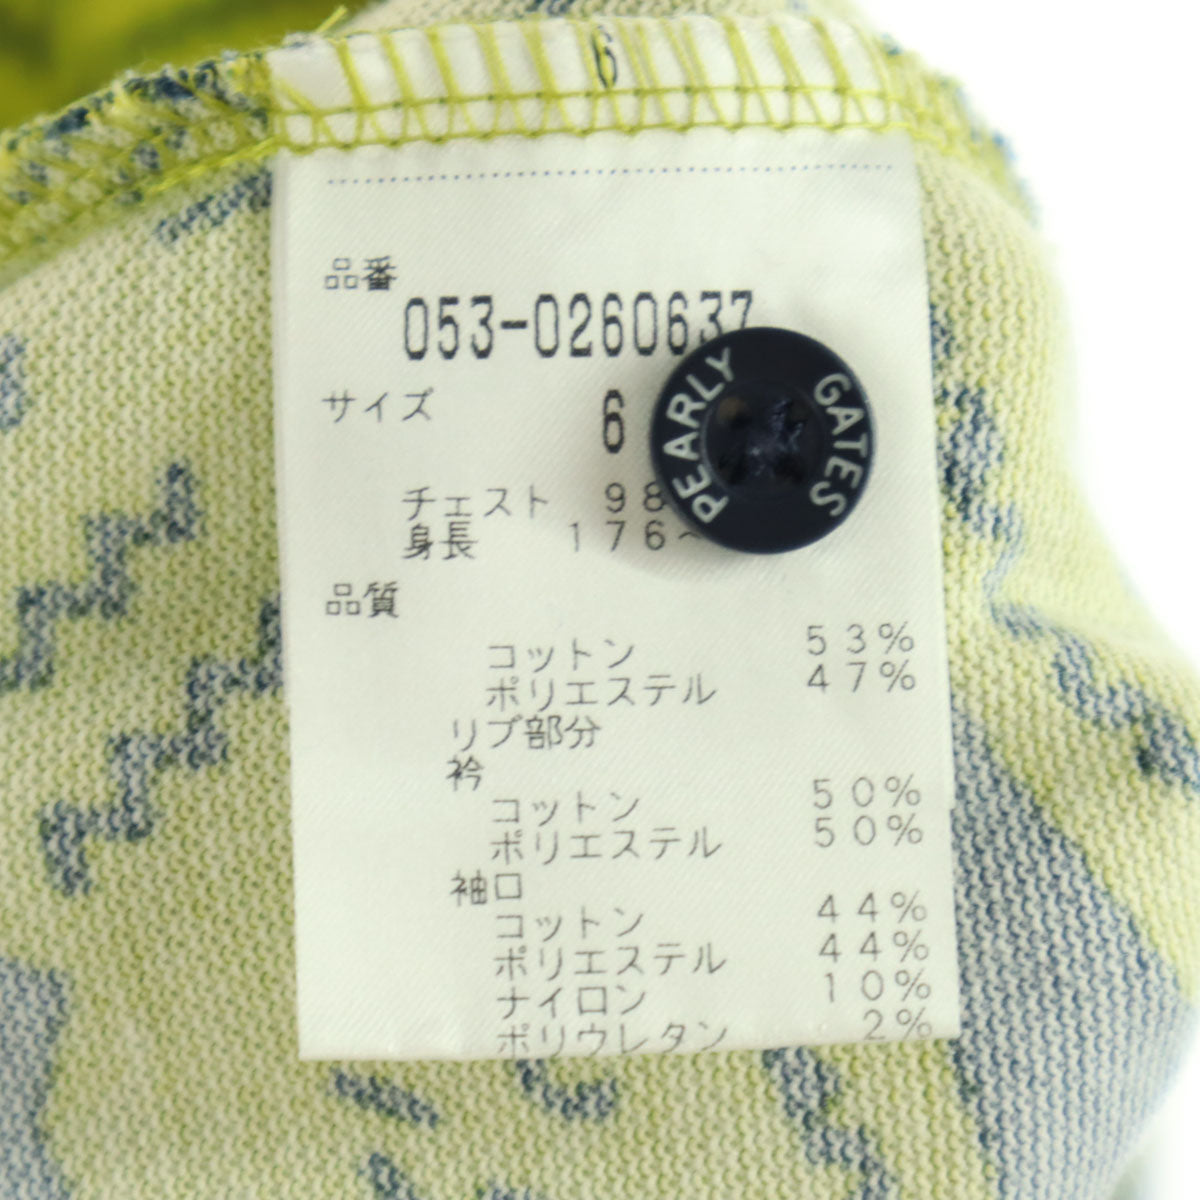 6
品番
053-0260637
サイズ 6
PEARLY GATES
チェスト 98
身長 176~
品質
コットン 53%
ポリエステル 47%
リブ部分
衿
コットン 50%
ポリエステル 50%
袖口
コットン 44%
ポリエステル 44%
ナイロン 10%
ポリウレタン 2%